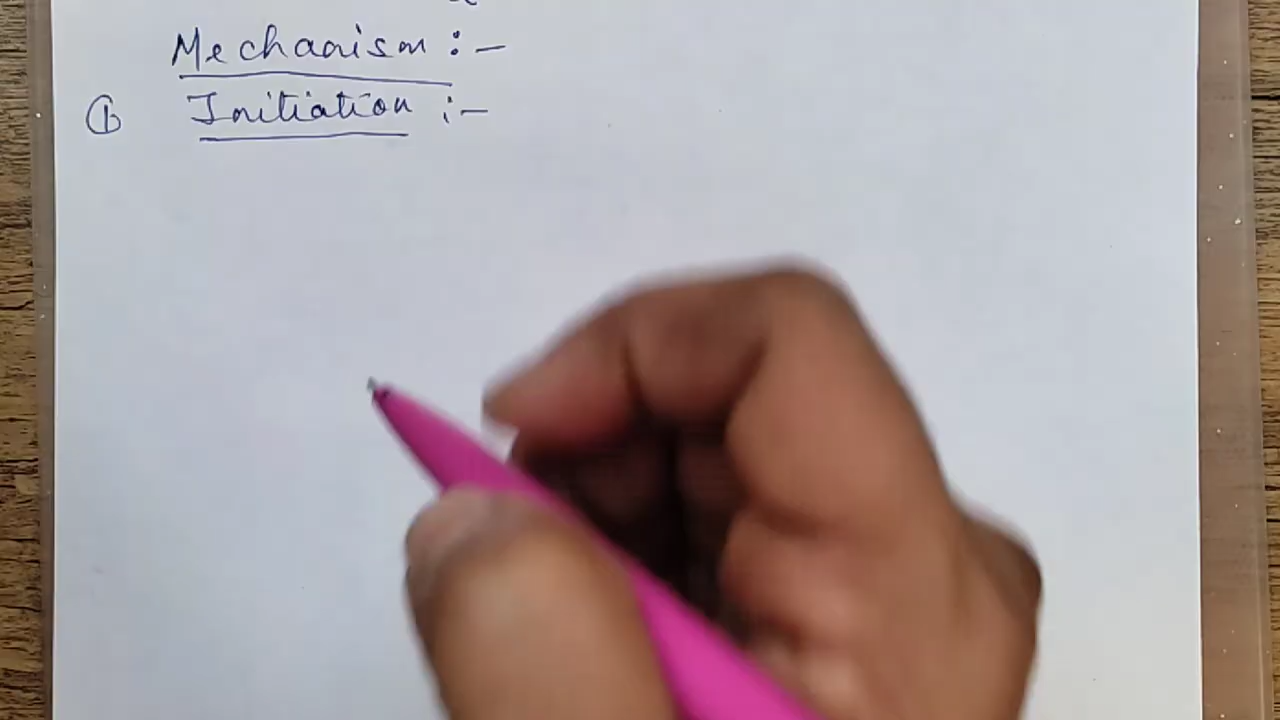 Mechanism :-
① Initiation :-